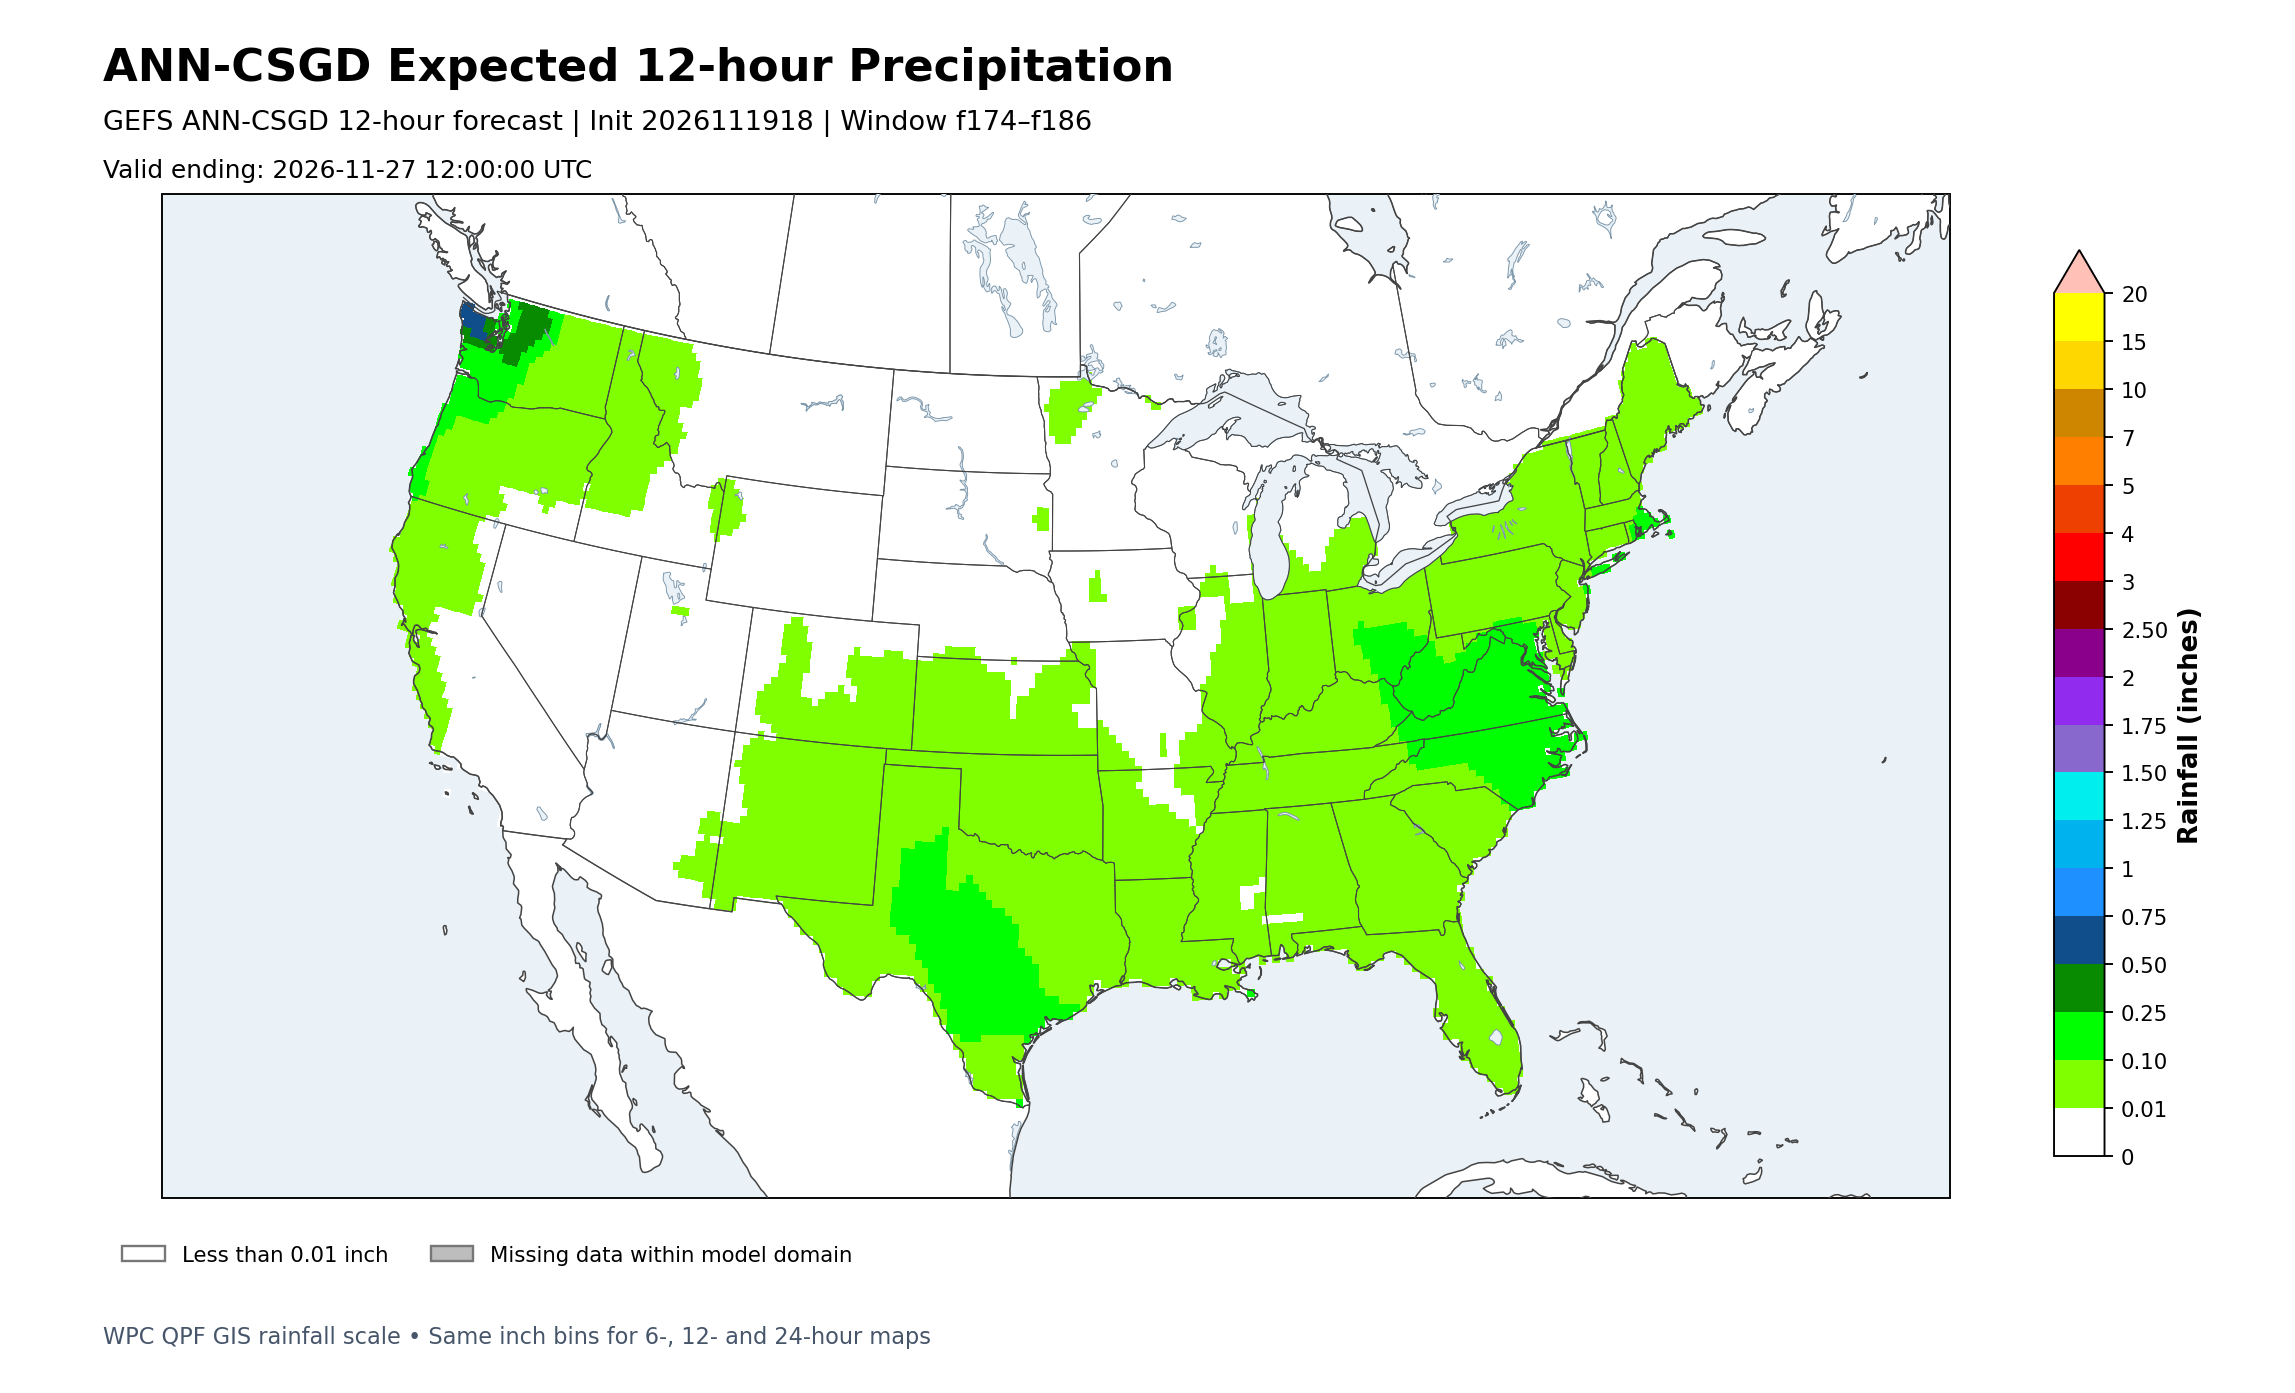 ANN-CSGD Expected 12-hour Precipitation
GEFS ANN-CSGD 12-hour forecast | Init 2026111918 | Window f174–f186
Valid ending: 2026-11-27 12:00:00 UTC
20
15
10
7
5
4
3
2.50
2
1.75
1.50
1.25
1
0.75
0.50
0.25
0.10
0.01
0
Rainfall (inches)
Less than 0.01 inch
Missing data within model domain
WPC QPF GIS rainfall scale • Same inch bins for 6-, 12- and 24-hour maps